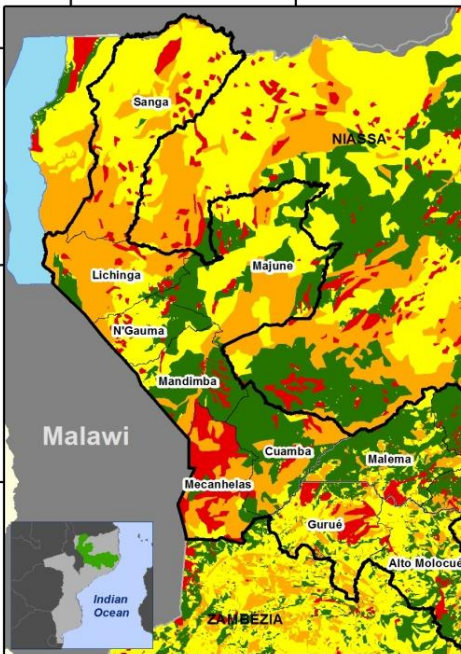 Sanga
NIASSA
Lichinga
Majune
N'Gauma
Mandimba
Malawi
Cuamba
Malema
Mecanhelas
Gurué
Alto Molocué
Indian
Ocean
ZAMBEZIA